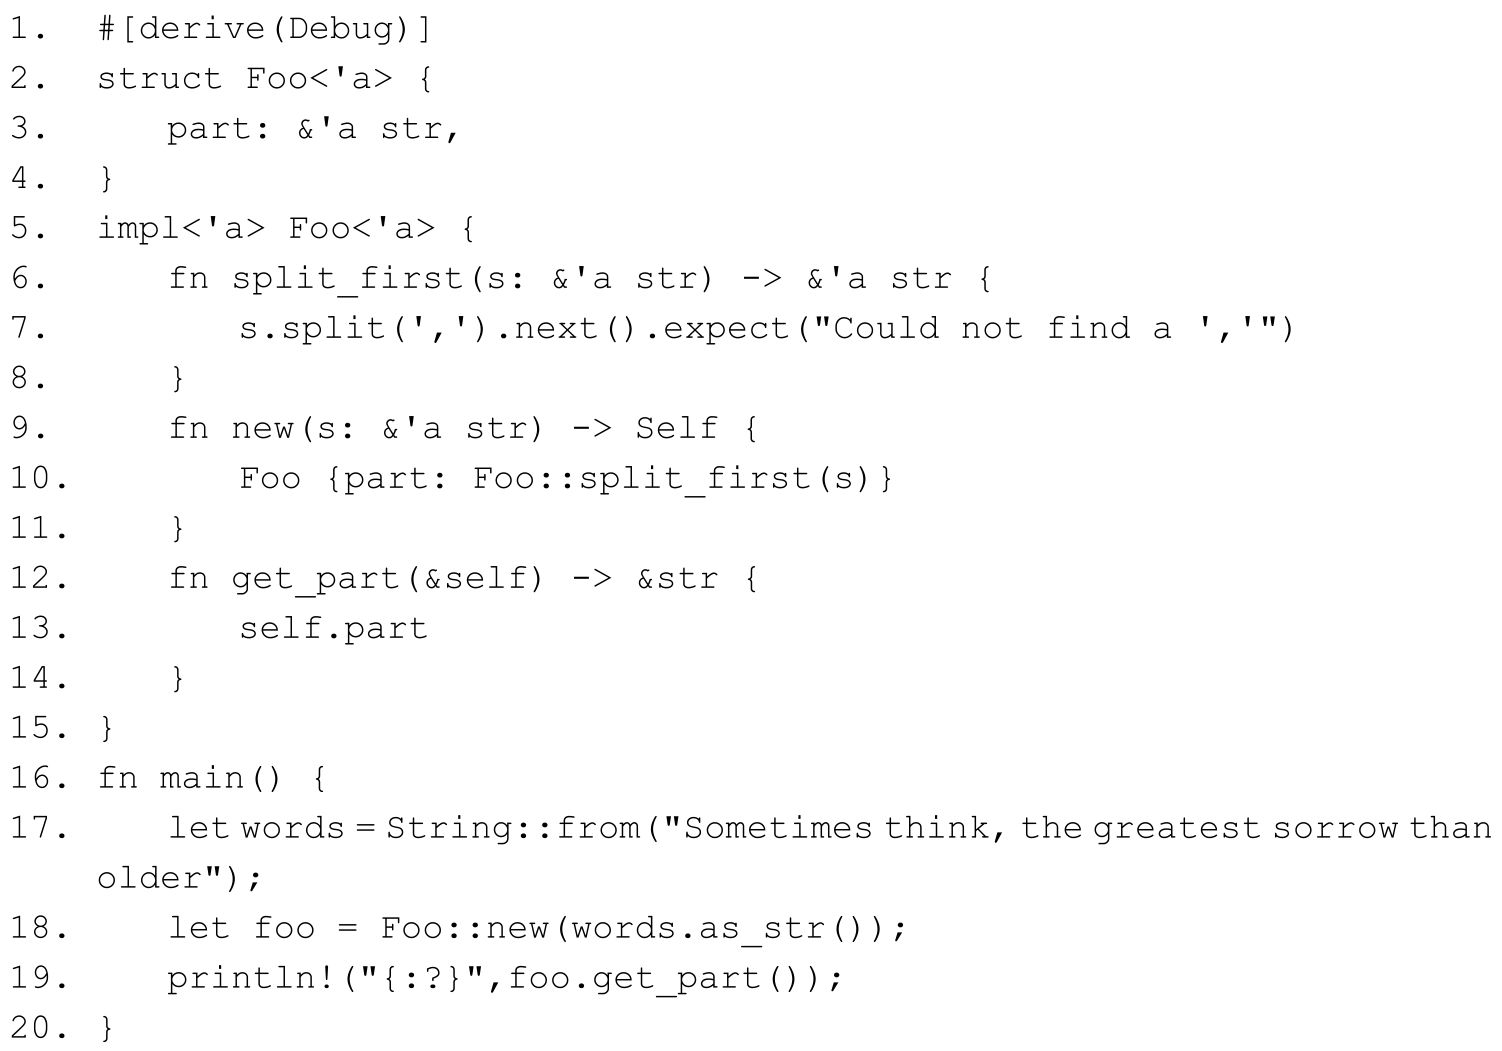 1. #[derive(Debug)]
2. struct Foo<'a> {
3.     part: &'a str,
4. }
5. impl<'a> Foo<'a> {
6.     fn split_first(s: &'a str) -> &'a str {
7.         s.split(',').next().expect("Could not find a ','")
8.     }
9.     fn new(s: &'a str) -> Self {
10.         Foo {part: Foo::split_first(s)}
11.     }
12.     fn get_part(&self) -> &str {
13.         self.part
14.     }
15. }
16. fn main() {
17.     let words = String::from("Sometimes think, the greatest sorrow than
older");
18.     let foo = Foo::new(words.as_str());
19.     println!("{:?}",foo.get_part());
20. }